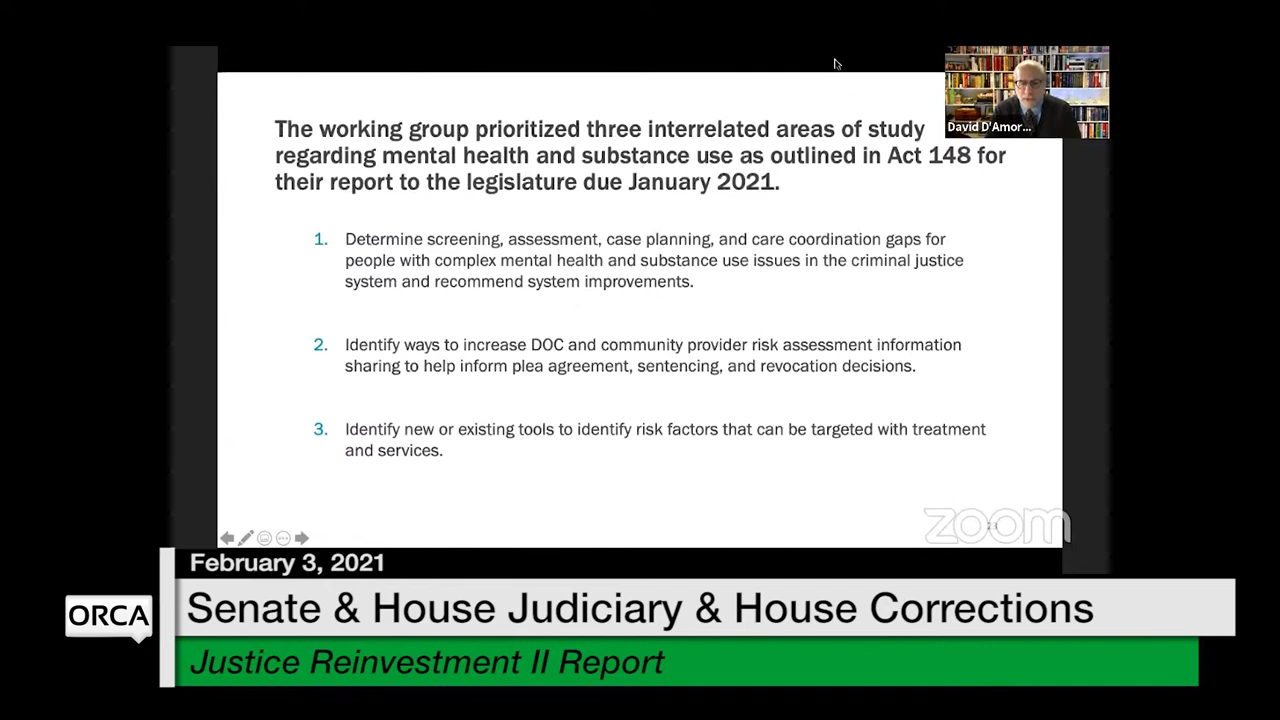 The working group prioritized three interrelated areas of study
regarding mental health and substance use as outlined in Act 148 for
their report to the legislature due January 2021.
David D'Amor...
1. Determine screening, assessment, case planning, and care coordination gaps for
people with complex mental health and substance use issues in the criminal justice
system and recommend system improvements.
2. Identify ways to increase DOC and community provider risk assessment information
sharing to help inform plea agreement, sentencing, and revocation decisions.
3. Identify new or existing tools to identify risk factors that can be targeted with treatment
and services.
zoom
23
February 3, 2021
ORCA
Senate & House Judiciary & House Corrections
Justice Reinvestment II Report